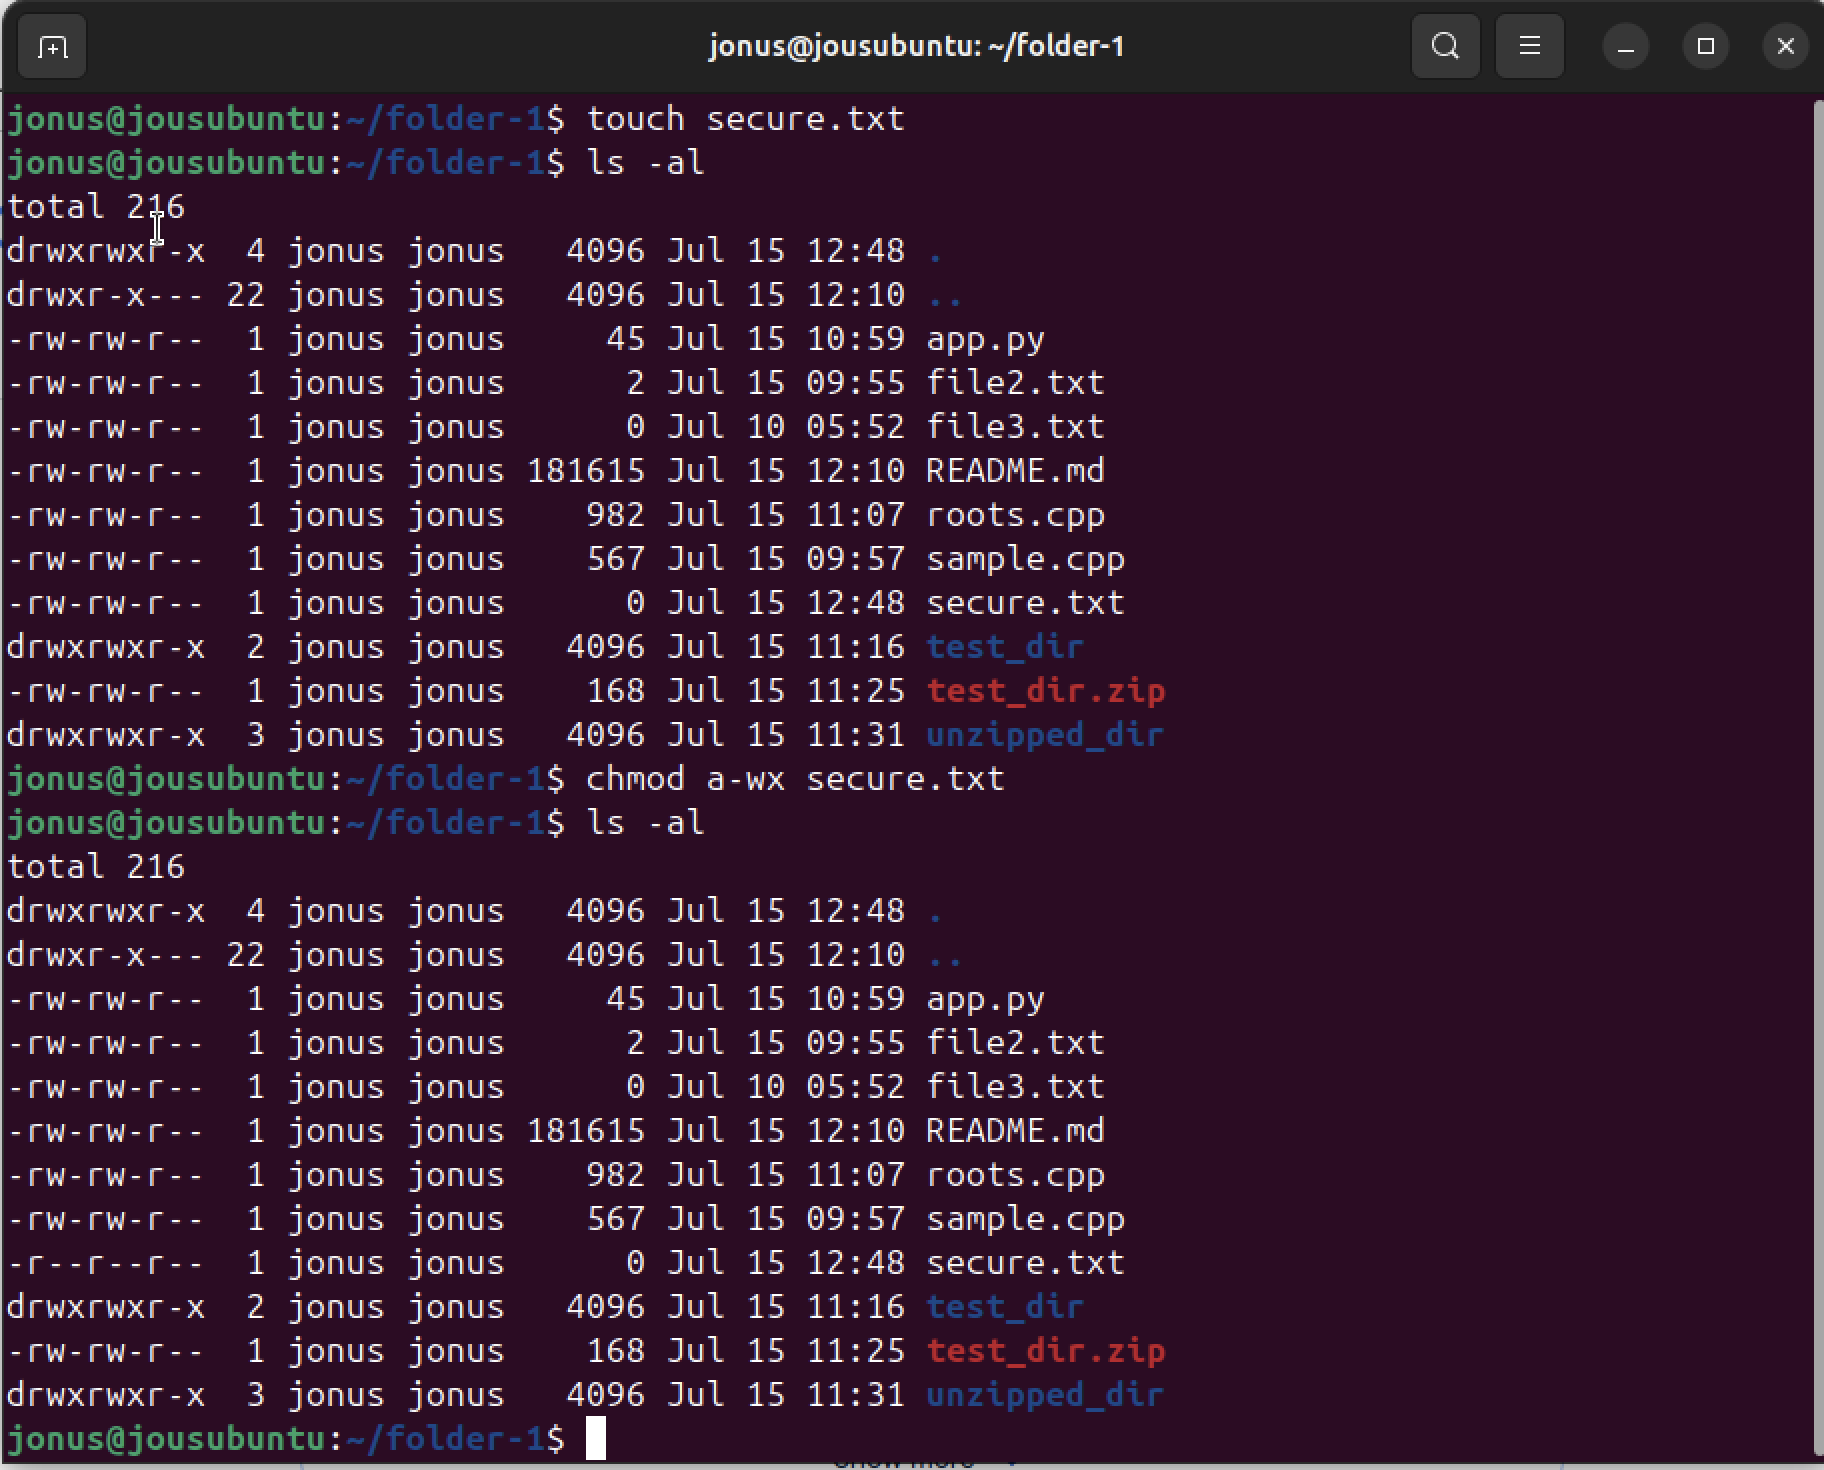 jonus@jousubuntu: ~/folder-1
jonus@jousubuntu:~/folder-1$ touch secure.txt
jonus@jousubuntu:~/folder-1$ ls -al
total 216
drwxrwxr-x  4 jonus jonus   4096 Jul 15 12:48 .
drwxr-x--- 22 jonus jonus   4096 Jul 15 12:10 ..
-rw-rw-r--  1 jonus jonus     45 Jul 15 10:59 app.py
-rw-rw-r--  1 jonus jonus      2 Jul 15 09:55 file2.txt
-rw-rw-r--  1 jonus jonus      0 Jul 10 05:52 file3.txt
-rw-rw-r--  1 jonus jonus 181615 Jul 15 12:10 README.md
-rw-rw-r--  1 jonus jonus    982 Jul 15 11:07 roots.cpp
-rw-rw-r--  1 jonus jonus    567 Jul 15 09:57 sample.cpp
-rw-rw-r--  1 jonus jonus      0 Jul 15 12:48 secure.txt
drwxrwxr-x  2 jonus jonus   4096 Jul 15 11:16 test_dir
-rw-rw-r--  1 jonus jonus    168 Jul 15 11:25 test_dir.zip
drwxrwxr-x  3 jonus jonus   4096 Jul 15 11:31 unzipped_dir
jonus@jousubuntu:~/folder-1$ chmod a-wx secure.txt
jonus@jousubuntu:~/folder-1$ ls -al
total 216
drwxrwxr-x  4 jonus jonus   4096 Jul 15 12:48 .
drwxr-x--- 22 jonus jonus   4096 Jul 15 12:10 ..
-rw-rw-r--  1 jonus jonus     45 Jul 15 10:59 app.py
-rw-rw-r--  1 jonus jonus      2 Jul 15 09:55 file2.txt
-rw-rw-r--  1 jonus jonus      0 Jul 10 05:52 file3.txt
-rw-rw-r--  1 jonus jonus 181615 Jul 15 12:10 README.md
-rw-rw-r--  1 jonus jonus    982 Jul 15 11:07 roots.cpp
-rw-rw-r--  1 jonus jonus    567 Jul 15 09:57 sample.cpp
-r--r--r--  1 jonus jonus      0 Jul 15 12:48 secure.txt
drwxrwxr-x  2 jonus jonus   4096 Jul 15 11:16 test_dir
-rw-rw-r--  1 jonus jonus    168 Jul 15 11:25 test_dir.zip
drwxrwxr-x  3 jonus jonus   4096 Jul 15 11:31 unzipped_dir
jonus@jousubuntu:~/folder-1$